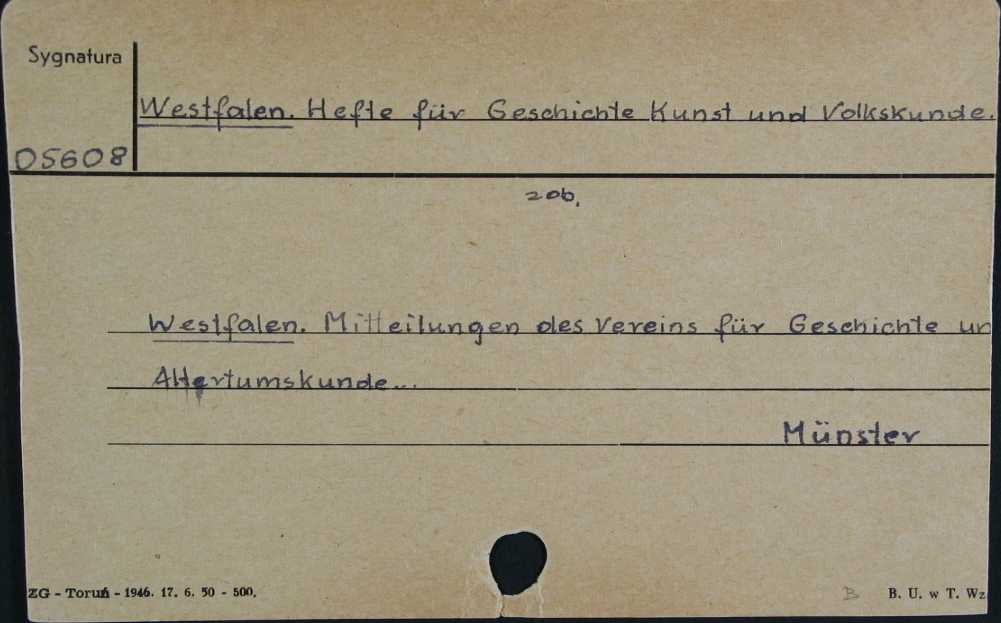 Sygnatura
Westfalen. Hefte für Geschichte Kunst und Volkskunde.
05608
zob.
Westfalen. Mitteilungen des Vereins für Geschichte un
Altertumskunde...
Münster
ZG - Toruń - 1946. 17. 6. 50 - 500.
B B. U. w T. Wz